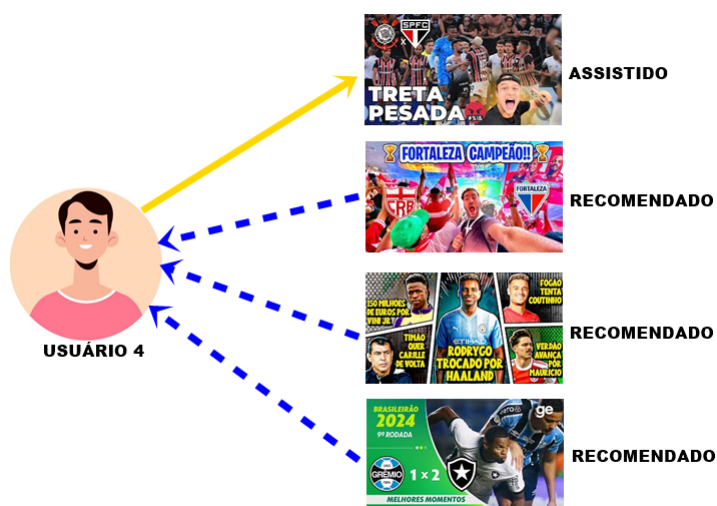 SPFC
X
TRETA
PESADA
ASSISTIDO
FORTALEZA CAMPEÃO!!
CRB
FORTALEZA
RECOMENDADO
150 MILHÕES
DE EUROS POR
VINI JR?
FOGÃO
TENTA
COUTINHO
TIMÃO
QUER
CARILLE
DE VOLTA
ETIHAD
RODRYGO
TROCADO POR
HAALAND
VERDÃO
AVANÇA
POR
MAURICIO
RECOMENDADO
BRASILEIRÃO
2024
9ª RODADA
ge
GRÊMIO
1 x 2
MELHORES MOMENTOS
RECOMENDADO
USUÁRIO 4